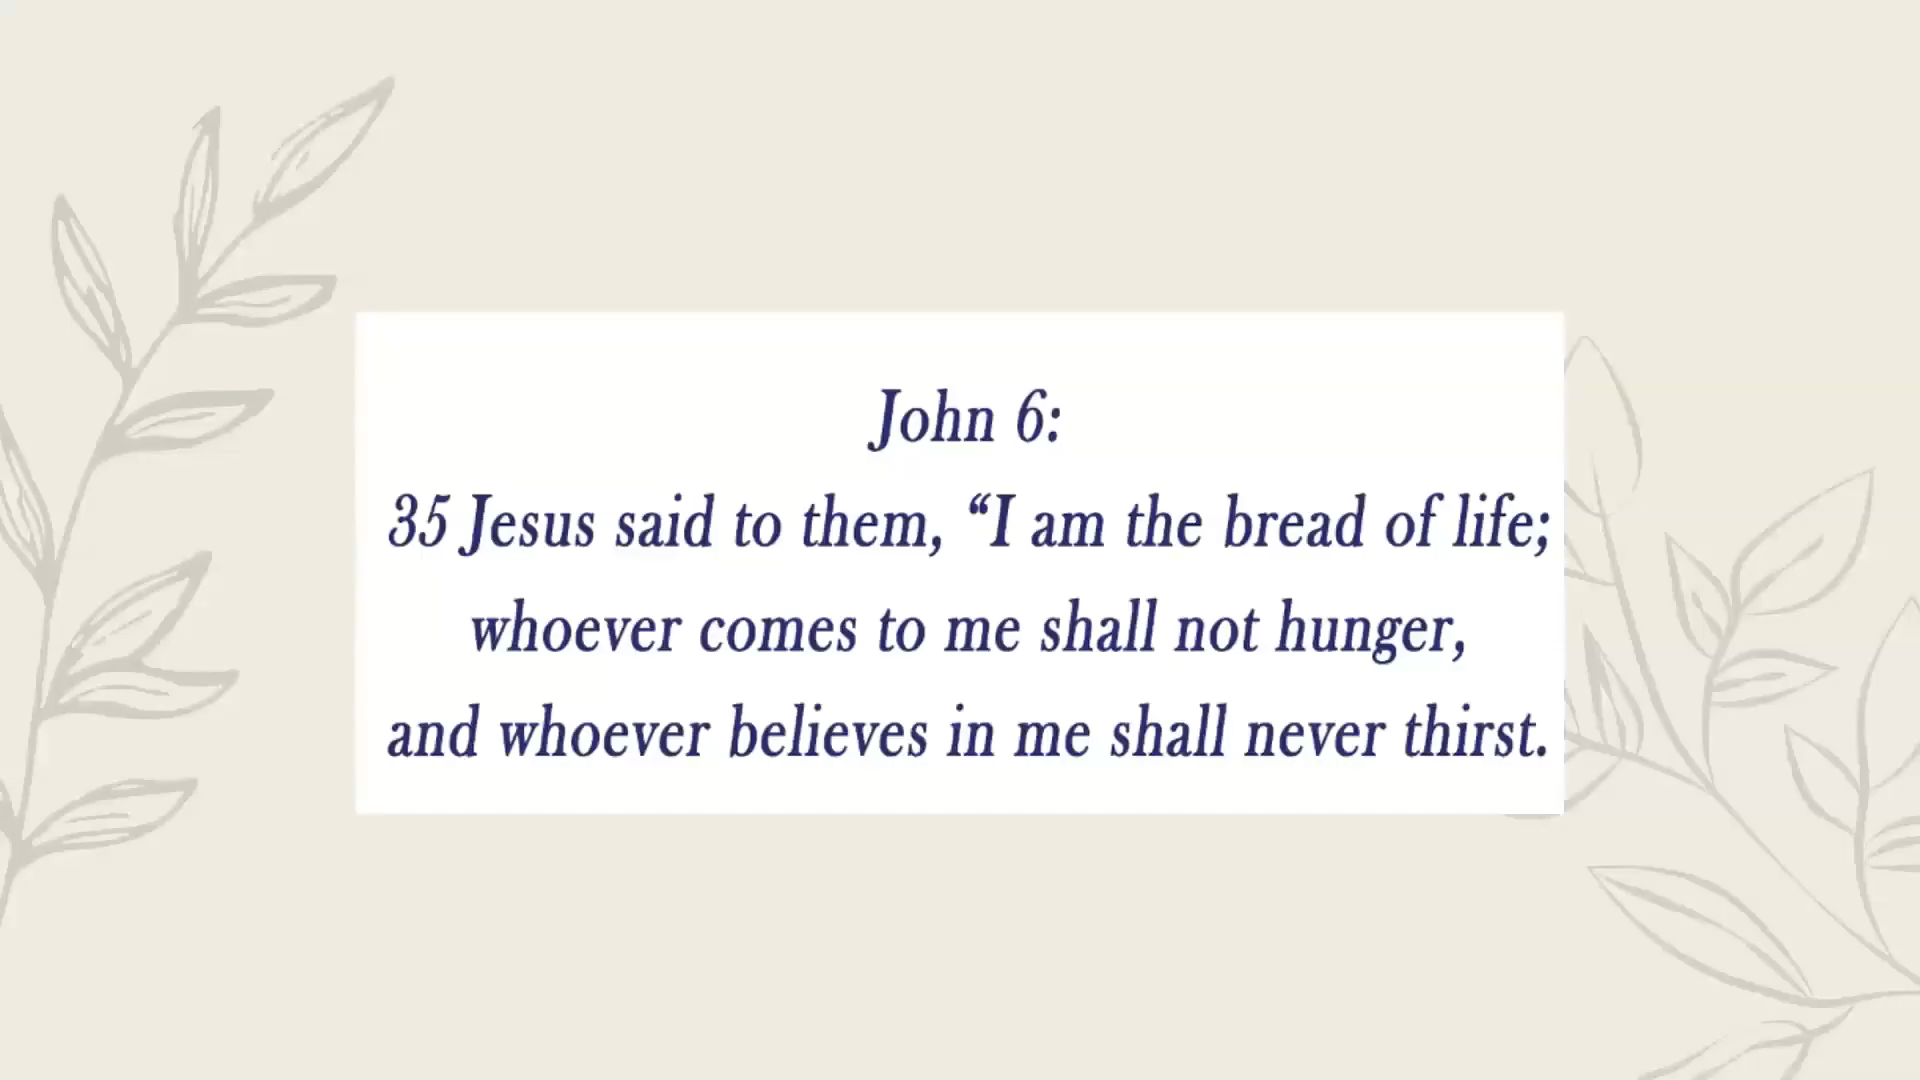 John 6:
35 Jesus said to them, “I am the bread of life;
whoever comes to me shall not hunger,
and whoever believes in me shall never thirst.